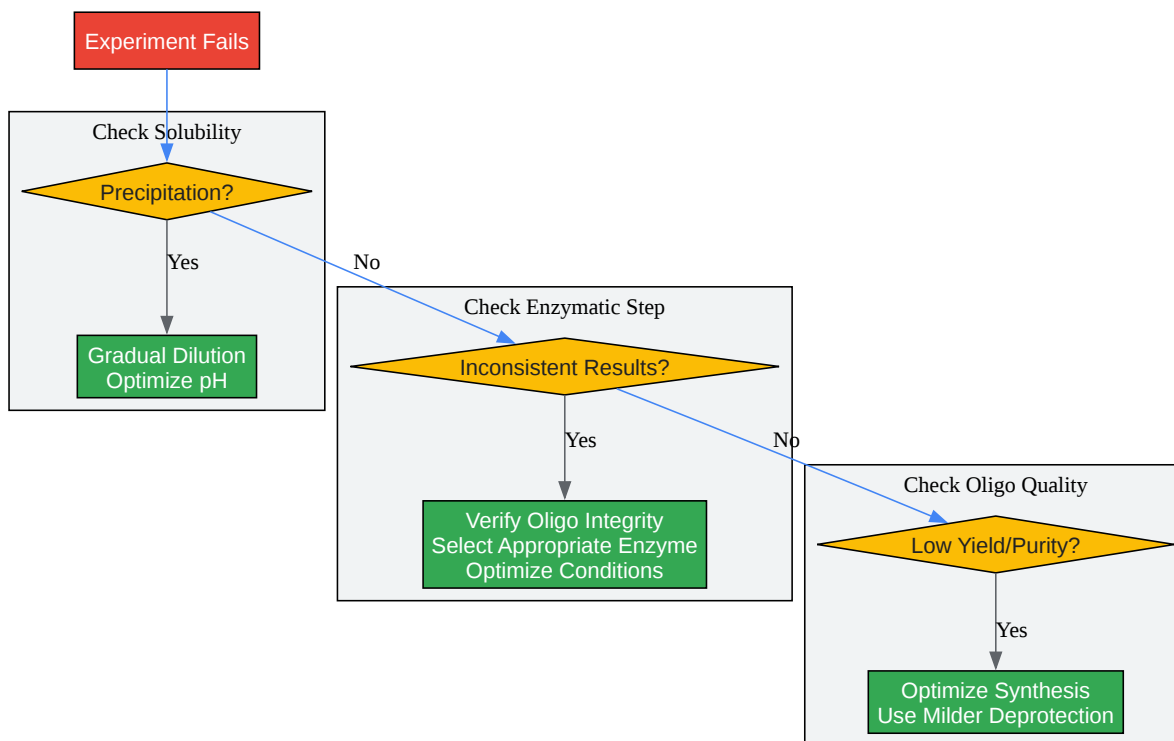 Experiment Fails
Check Solubility
Precipitation?
Yes
No
Gradual Dilution
Optimize pH
Check Enzymatic Step
Inconsistent Results?
Yes
No
Verify Oligo Integrity
Select Appropriate Enzyme
Optimize Conditions
Check Oligo Quality
Low Yield/Purity?
Yes
Optimize Synthesis
Use Milder Deprotection